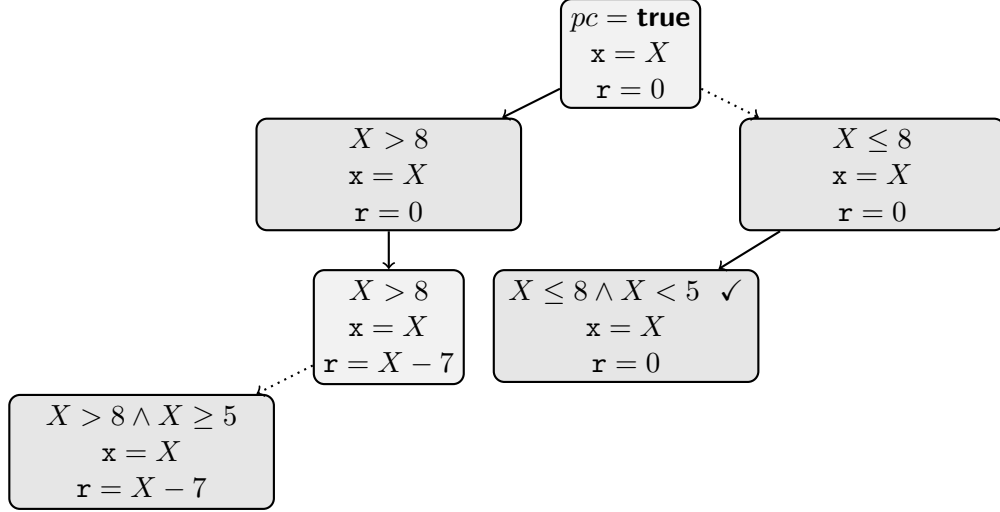 pc = true
x = X
r = 0
X > 8
x = X
r = 0
X ≤ 8
x = X
r = 0
X > 8
x = X
r = X − 7
X ≤ 8 ∧ X < 5 ✓
x = X
r = 0
X > 8 ∧ X ≥ 5
x = X
r = X − 7